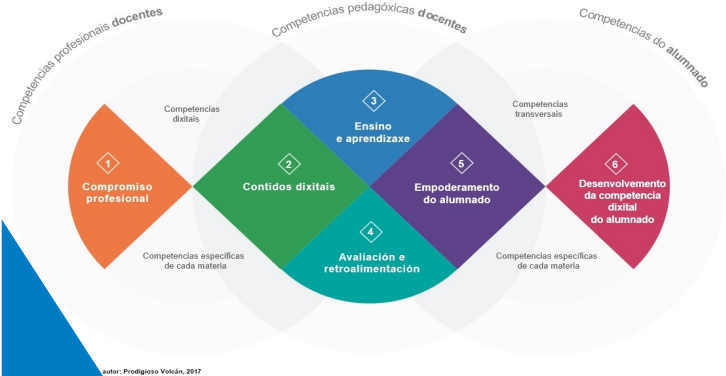 Competencias profesionais docentes
Competencias pedagóxicas docentes
Competencias do alumnado
Competencias
dixitais
Competencias
transversais
1
Compromiso
profesional
2
Contidos dixitais
3
Ensino
e aprendizaxe
4
Avaliación e
retroalimentación
5
Empoderamento
do alumnado
6
Desenvolvemento
da competencia
dixital
do alumnado
Competencias específicas
de cada materia
Competencias específicas
de cada materia
autor: Prodigioso Volcán, 2017